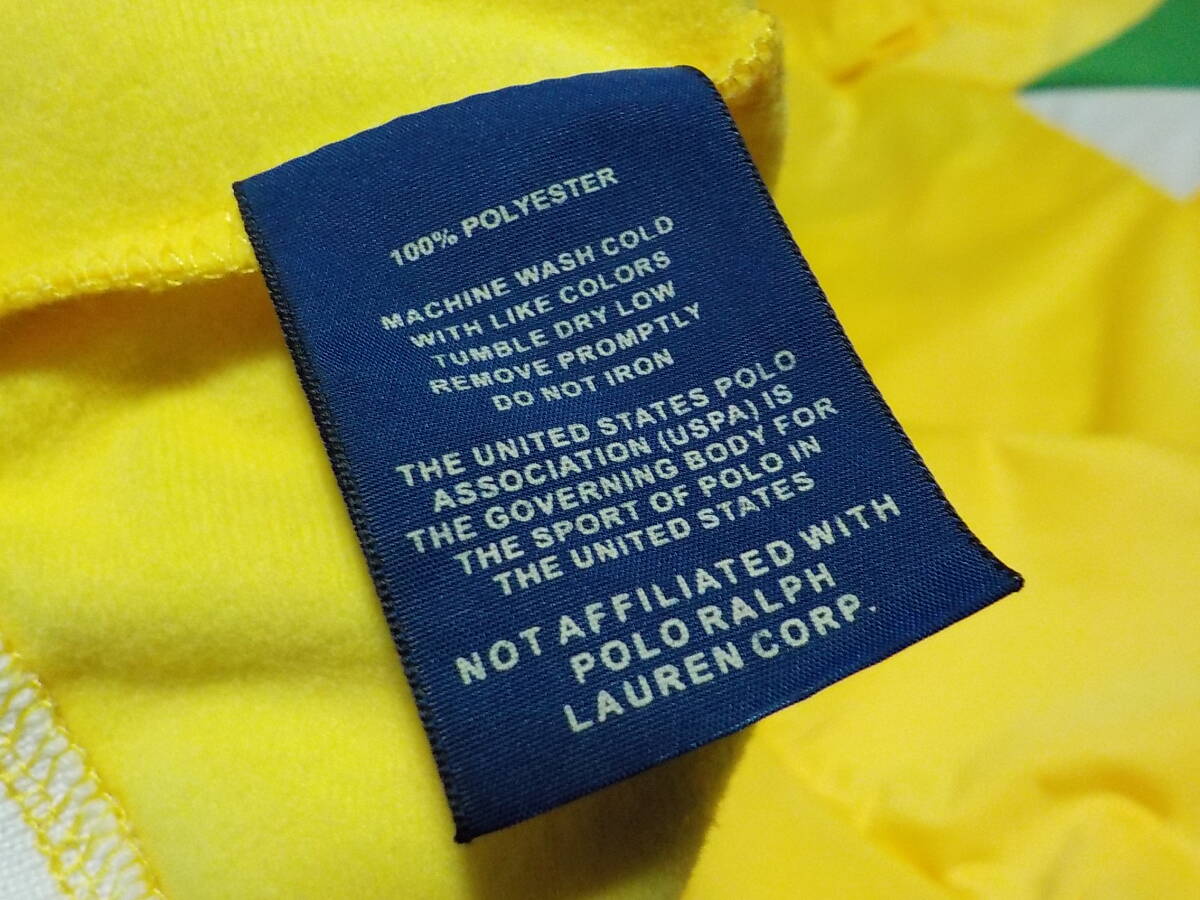 100% POLYESTER
MACHINE WASH COLD
WITH LIKE COLORS
TUMBLE DRY LOW
REMOVE PROMPTLY
DO NOT IRON
THE UNITED STATES POLO
ASSOCIATION (USPA) IS
THE GOVERNING BODY FOR
THE SPORT OF POLO IN
THE UNITED STATES
NOT AFFILIATED WITH
POLO RALPH
LAUREN CORP.